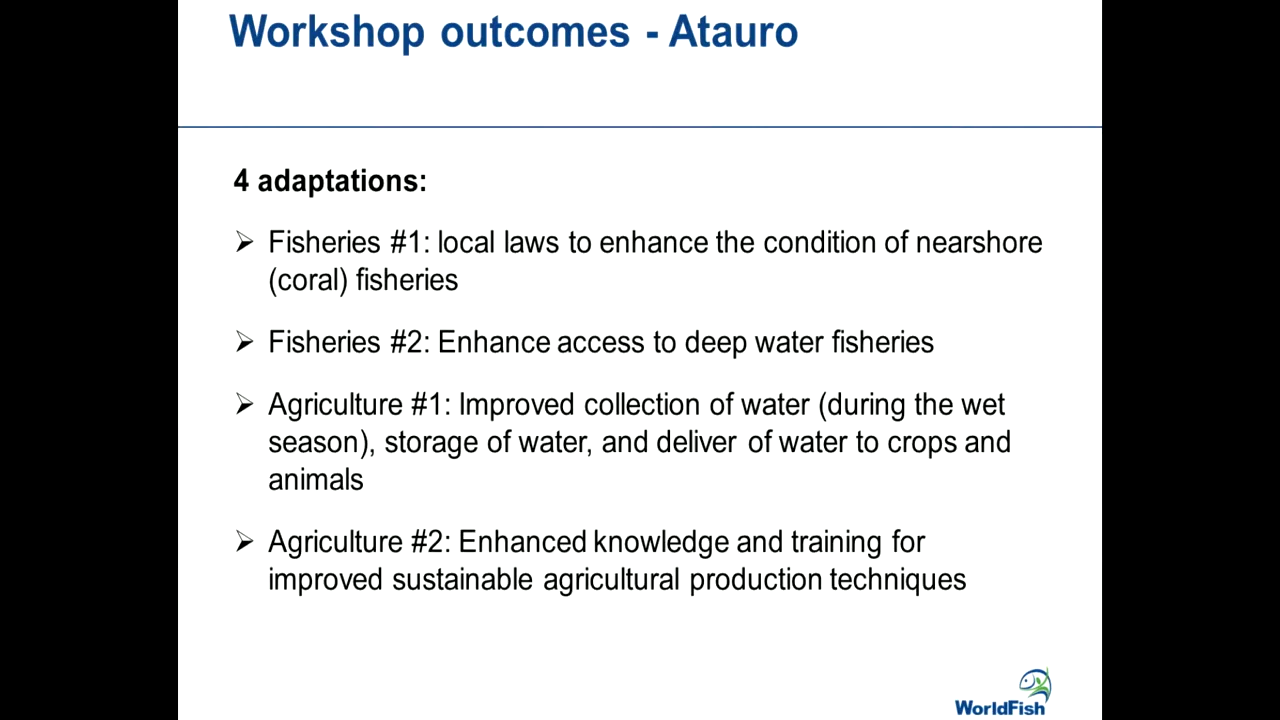 Workshop outcomes - Atauro
4 adaptations:
➢ Fisheries #1: local laws to enhance the condition of nearshore
(coral) fisheries
➢ Fisheries #2: Enhance access to deep water fisheries
➢ Agriculture #1: Improved collection of water (during the wet
season), storage of water, and deliver of water to crops and
animals
➢ Agriculture #2: Enhanced knowledge and training for
improved sustainable agricultural production techniques
WorldFish